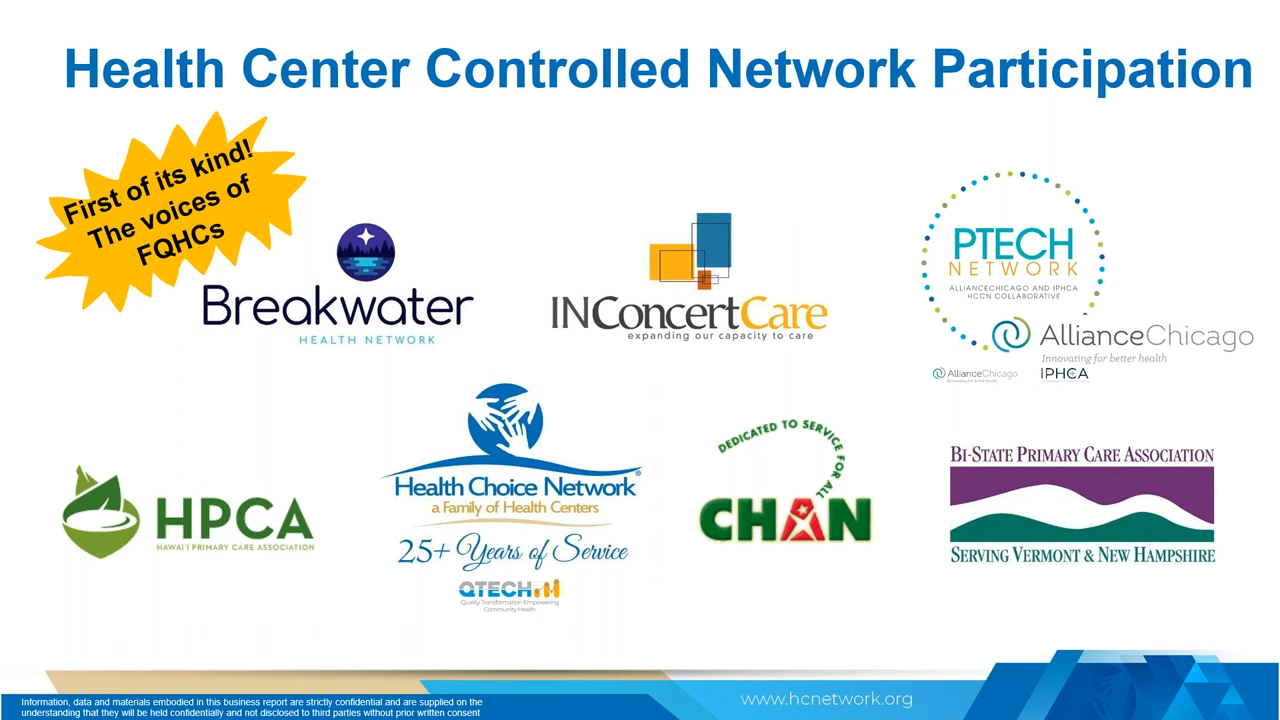 Health Center Controlled Network Participation
First of its kind!
The voices of
FQHCs
Breakwater
HEALTH NETWORK
INConcertCare
expanding our capacity to care
PTECH
NETWORK
ALLIANCECHICAGO AND IPHCA
HCCN COLLABORATIVE
AllianceChicago
Innovating for better health
AllianceChicago
IPHCA
HPCA
HAWAI'I PRIMARY CARE ASSOCIATION
Health Choice Network®
a Family of Health Centers
25+ Years of Service
QTECH
Quality Transformation Empowering
Community Health
DEDICATED TO SERVICE FOR ALL
CHAN
BI-STATE PRIMARY CARE ASSOCIATION
SERVING VERMONT & NEW HAMPSHIRE
Information, data and materials embodied in this business report are strictly confidential and are supplied on the
understanding that they will be held confidentially and not disclosed to third parties without prior written consent
www.hcnetwork.org